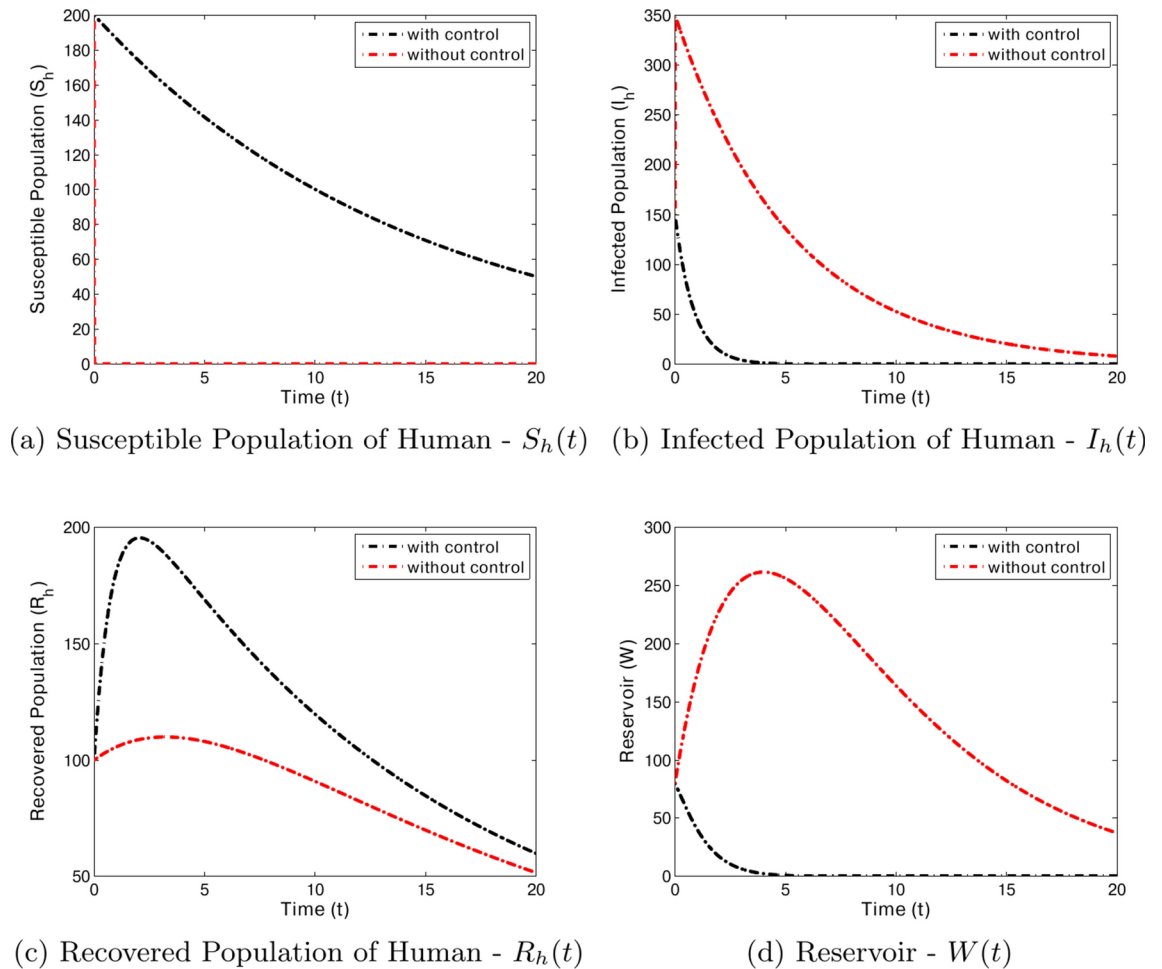 200
180
160
140
120
100
80
60
40
20
0
Susceptible Population (S_h)
with control
without control
0 5 10 15 20
Time (t)
(a) Susceptible Population of Human - S_h(t)
350
300
250
200
150
100
50
0
Infected Population (I_h)
with control
without control
0 5 10 15 20
Time (t)
(b) Infected Population of Human - I_h(t)
200
150
100
50
Recovered Population (R_h)
with control
without control
0 5 10 15 20
Time (t)
(c) Recovered Population of Human - R_h(t)
300
250
200
150
100
50
0
Reservoir (W)
with control
without control
0 5 10 15 20
Time (t)
(d) Reservoir - W(t)